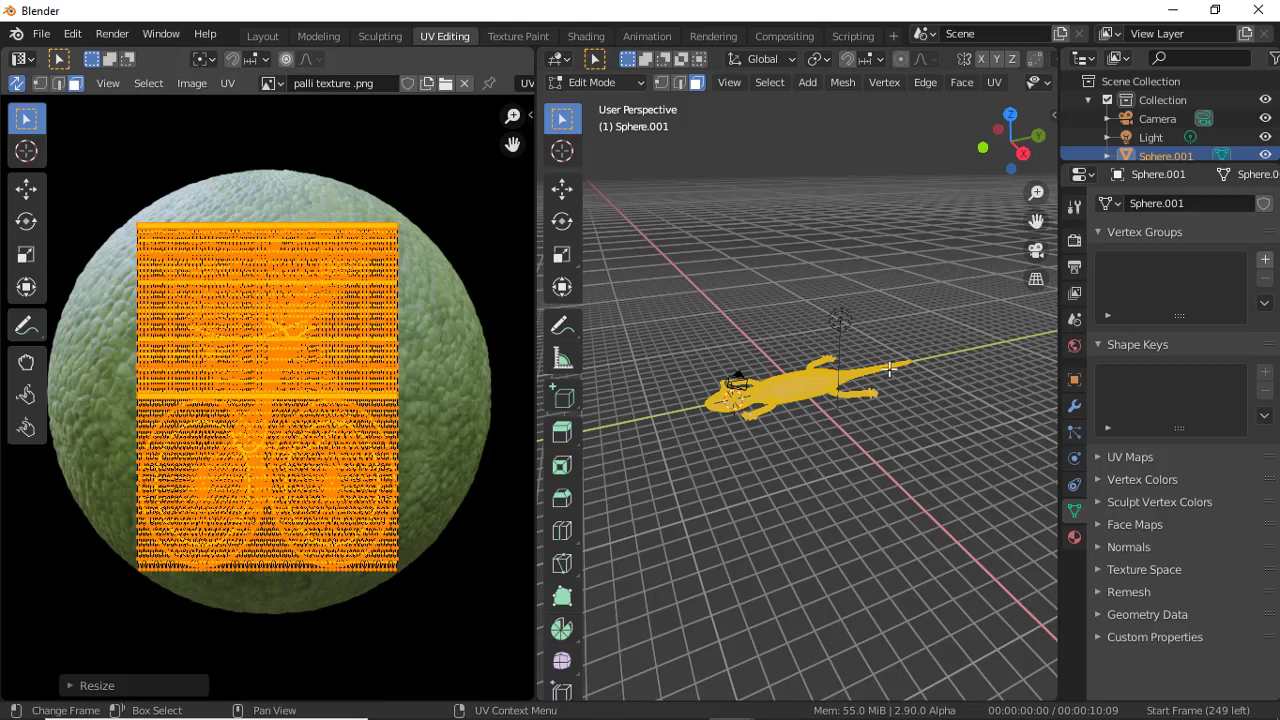 Blender
File Edit Render Window Help Layout Modeling Sculpting UV Editing Texture Paint Shading Animation Rendering Compositing Scripting + Scene View Layer
Global X Y Z
View Select Image UV palli texture .png UV
Edit Mode View Select Add Mesh Vertex Edge Face UV
User Perspective
(1) Sphere.001
Z Y X
Scene Collection
Collection
Camera
Light
Sphere.001
Sphere.001 Sphere.0
Sphere.001
Vertex Groups
Shape Keys
UV Maps
Vertex Colors
Sculpt Vertex Colors
Face Maps
Normals
Texture Space
Remesh
Geometry Data
Custom Properties
Resize
Change Frame Box Select Pan View UV Context Menu Mem: 55.0 MiB | 2.90.0 Alpha 00:00:00:00 / 00:00:10:09 Start Frame (249 left)